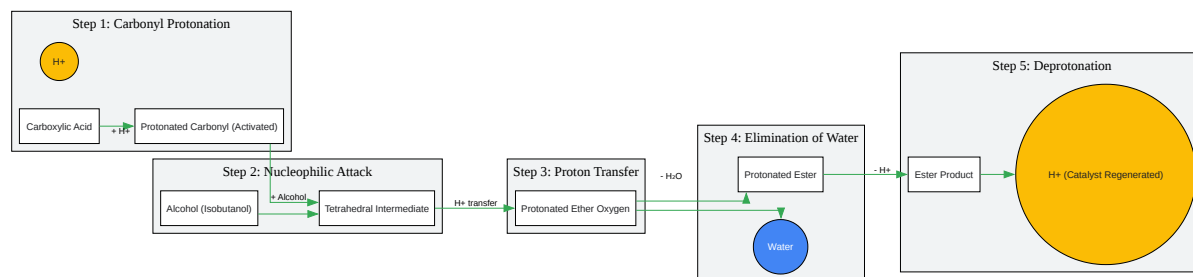 Step 1: Carbonyl Protonation
H+
Carboxylic Acid
+ H+
Protonated Carbonyl (Activated)
Step 2: Nucleophilic Attack
+ Alcohol
Alcohol (Isobutanol)
Tetrahedral Intermediate
H+ transfer
Step 3: Proton Transfer
Protonated Ether Oxygen
- H₂O
Step 4: Elimination of Water
Protonated Ester
Water
- H+
Step 5: Deprotonation
Ester Product
H+ (Catalyst Regenerated)